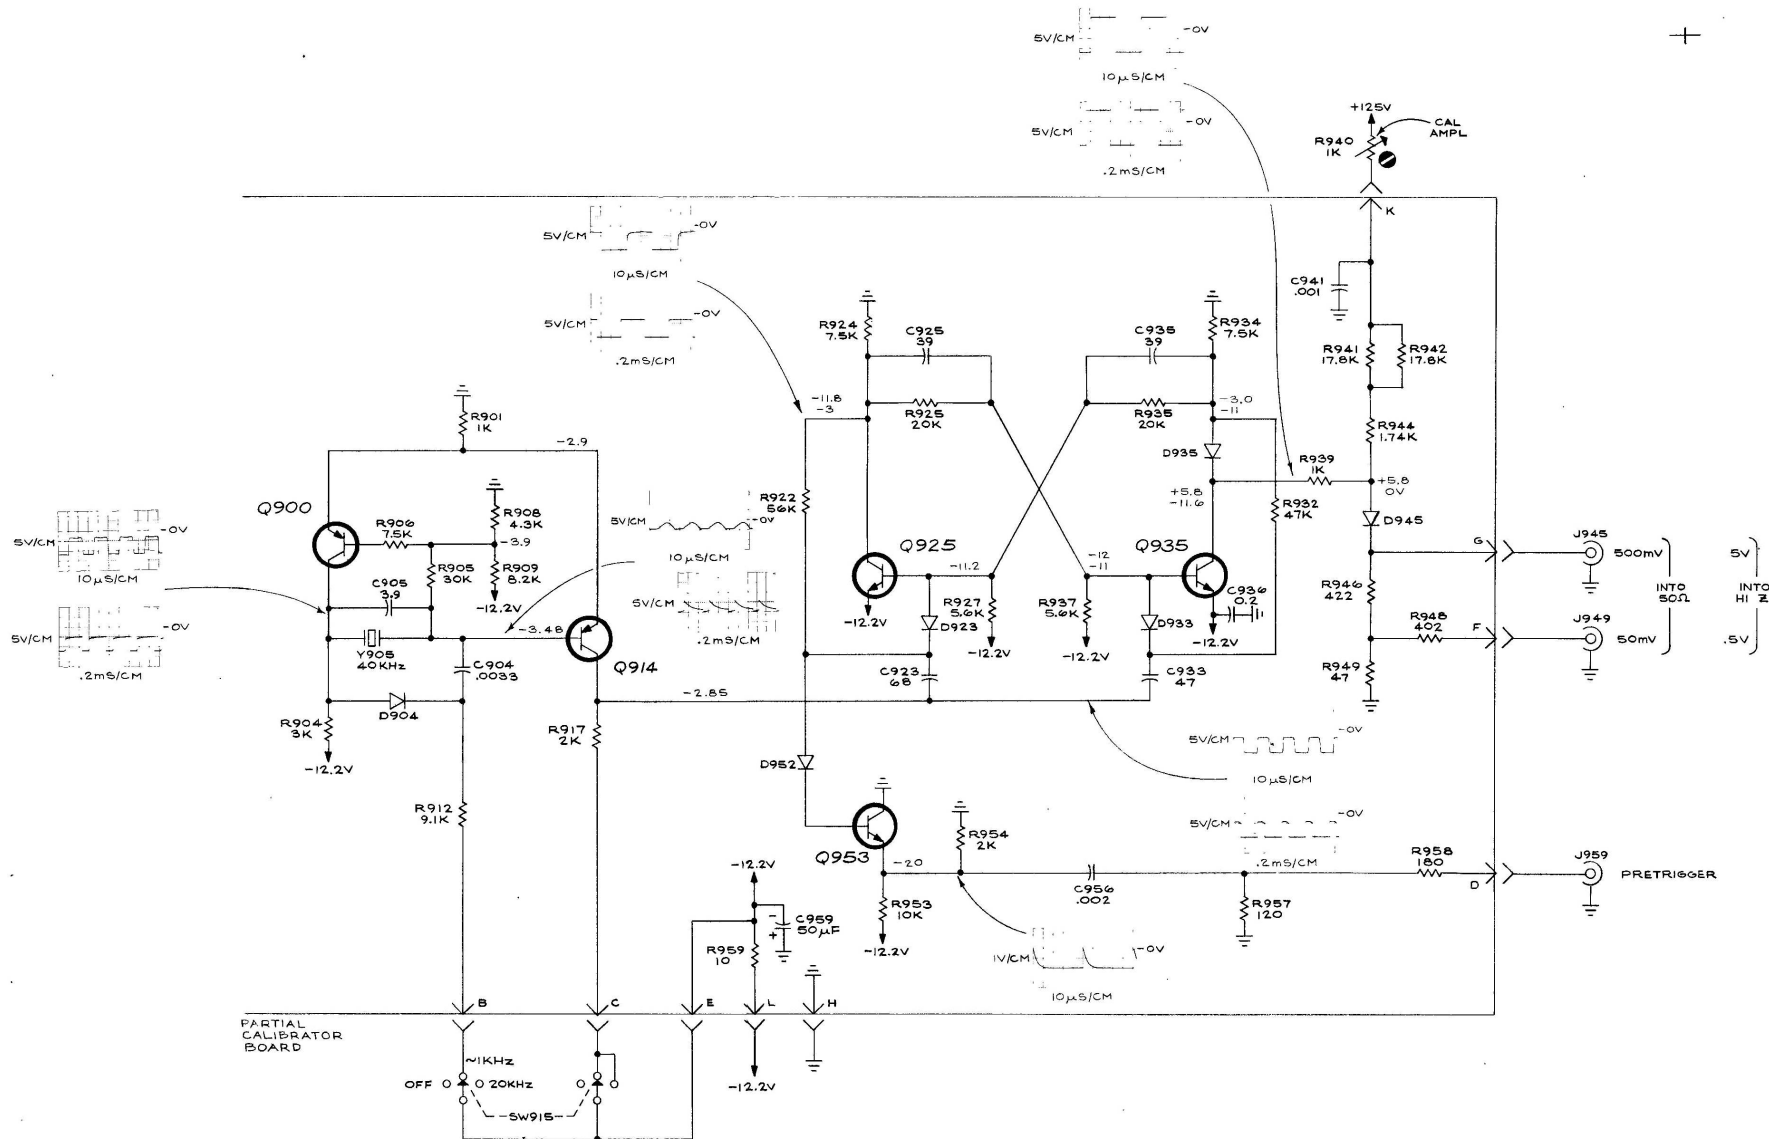 5V/CM
-0V
10µS/CM
5V/CM
-0V
.2mS/CM
+125V
R940
1K
CAL
AMPL
K
5V/CM
-0V
10µS/CM
5V/CM
-0V
.2mS/CM
C941
.001
R924
7.5K
C925
39
C935
39
R934
7.5K
R941
17.8K
R942
17.8K
R901
1K
-11.8
-3
R925
20K
R935
20K
-3.0
-11
R944
1.74K
-2.9
D935
R939
1K
+5.8
0V
Q900
R906
7.5K
R908
4.3K
-3.9
R922
56K
5V/CM
-0V
10µS/CM
+5.8
-11.6
R932
47K
D945
5V/CM
-0V
10µS/CM
R905
30K
R909
8.2K
-12.2V
C905
3.9
Q925
-11.2
-12
-11
Q935
G
J945
500mV
5V
R946
422
INTO
50Ω
INTO
HI Z
5V/CM
-0V
.2mS/CM
Y905
40KHz
-3.48
Q914
5V/CM
.2mS/CM
-12.2V
D923
R927
5.6K
-12.2V
R937
5.6K
-12.2V
D933
C936
0.2
-12.2V
R948
402
F
J949
50mV
.5V
C904
.0033
C923
68
C933
47
R949
47
D904
-2.85
R904
3K
-12.2V
R917
2K
5V/CM
-0V
10µS/CM
D952
R912
9.1K
5V/CM
-0V
.2mS/CM
Q953
R954
2K
-20
C956
.002
R958
180
D
J959
PRETRIGGER
-12.2V
C959
50µF
-
+
R953
10K
-12.2V
R957
120
R959
10
1V/CM
-0V
10µS/CM
B
C
E
L
H
PARTIAL
CALIBRATOR
BOARD
~1KHz
OFF
20KHz
SW915
-12.2V